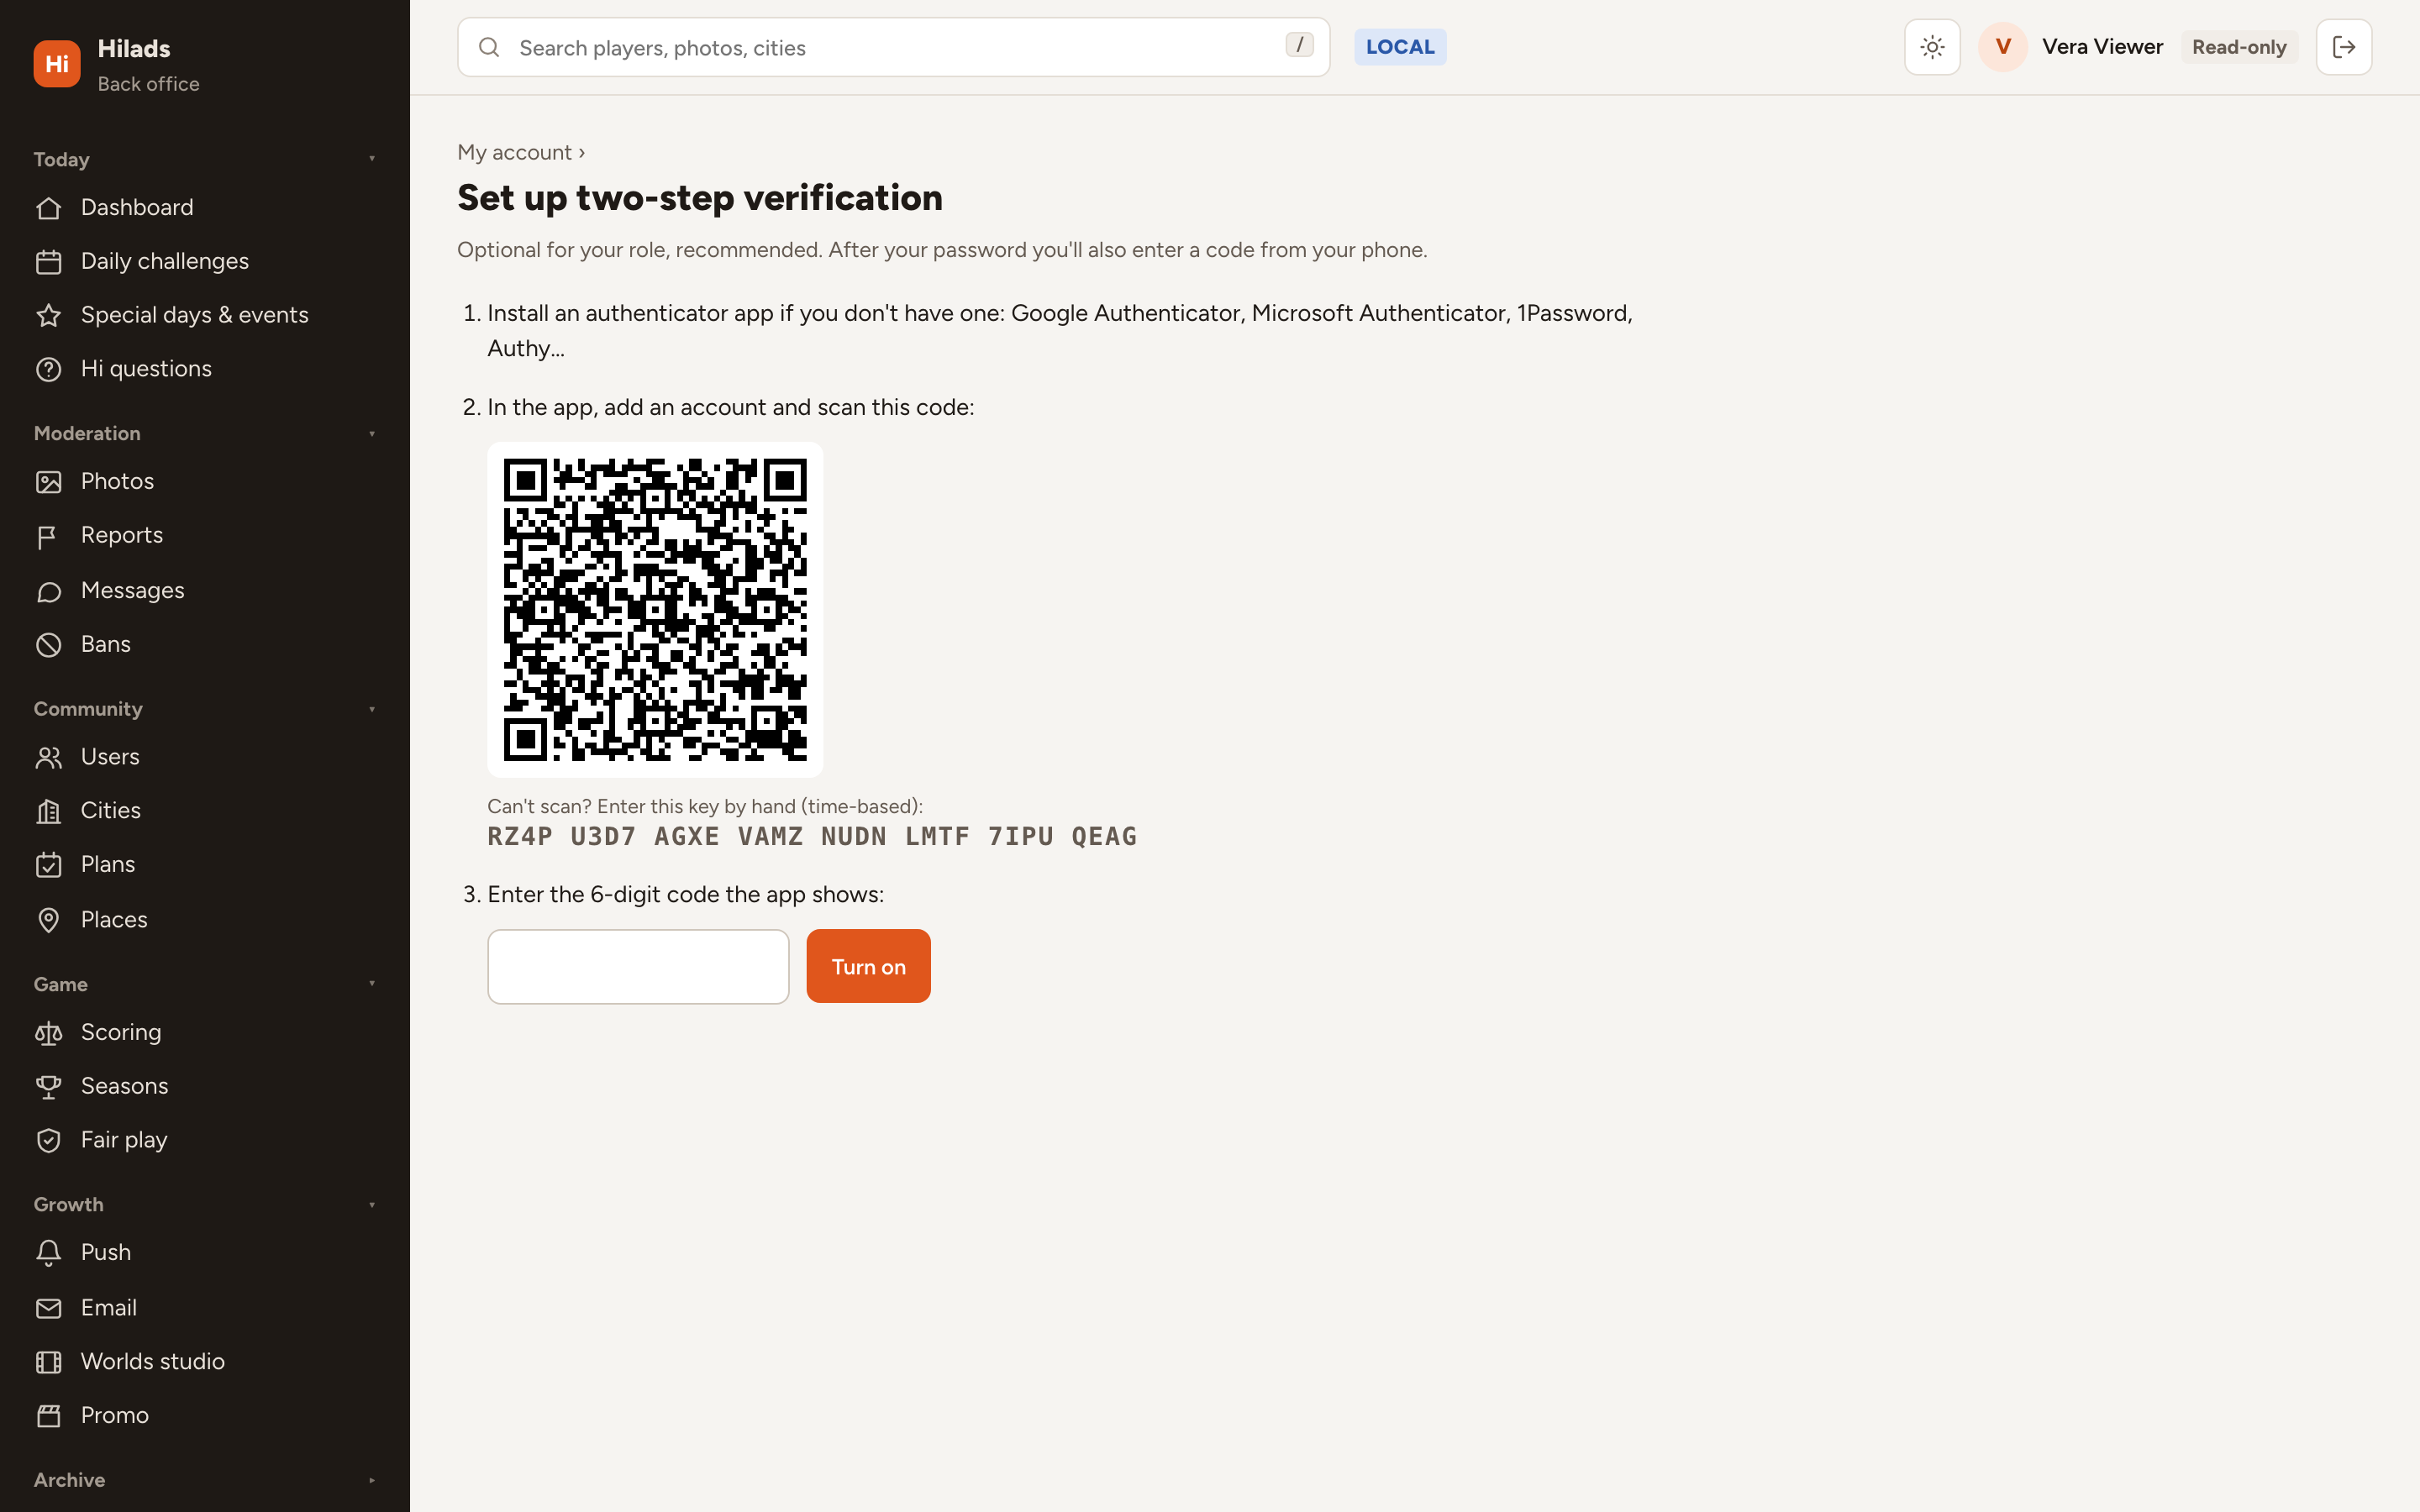 Hi
Hilads
Back office
Today
Dashboard
Daily challenges
Special days & events
Hi questions
Moderation
Photos
Reports
Messages
Bans
Community
Users
Cities
Plans
Places
Game
Scoring
Seasons
Fair play
Growth
Push
Email
Worlds studio
Promo
Archive
Search players, photos, cities
/
LOCAL
V
Vera Viewer
Read-only
My account ›
Set up two-step verification
Optional for your role, recommended. After your password you'll also enter a code from your phone.
1. Install an authenticator app if you don't have one: Google Authenticator, Microsoft Authenticator, 1Password,
Authy...
2. In the app, add an account and scan this code:
Can't scan? Enter this key by hand (time-based):
RZ4P U3D7 AGXE VAMZ NUDN LMTF 7IPU QEAG
3. Enter the 6-digit code the app shows:
Turn on